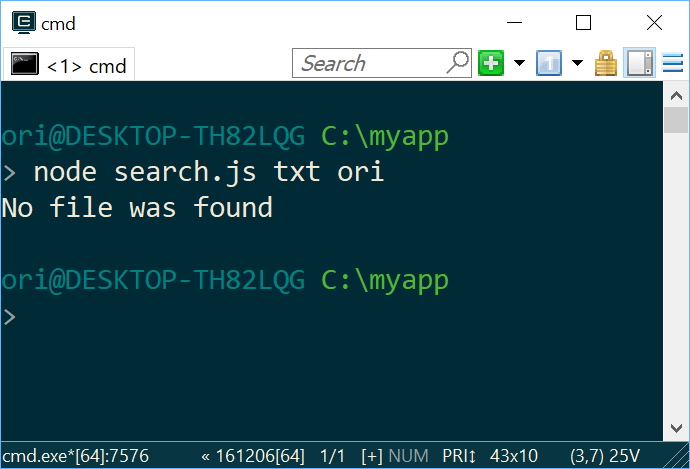 cmd
<1> cmd
Search
1
ori@DESKTOP-TH82LQG C:\myapp
> node search.js txt ori
No file was found
ori@DESKTOP-TH82LQG C:\myapp
>
cmd.exe*[64]:7576 « 161206[64] 1/1 [+] NUM PRI↕ 43x10 (3,7) 25V